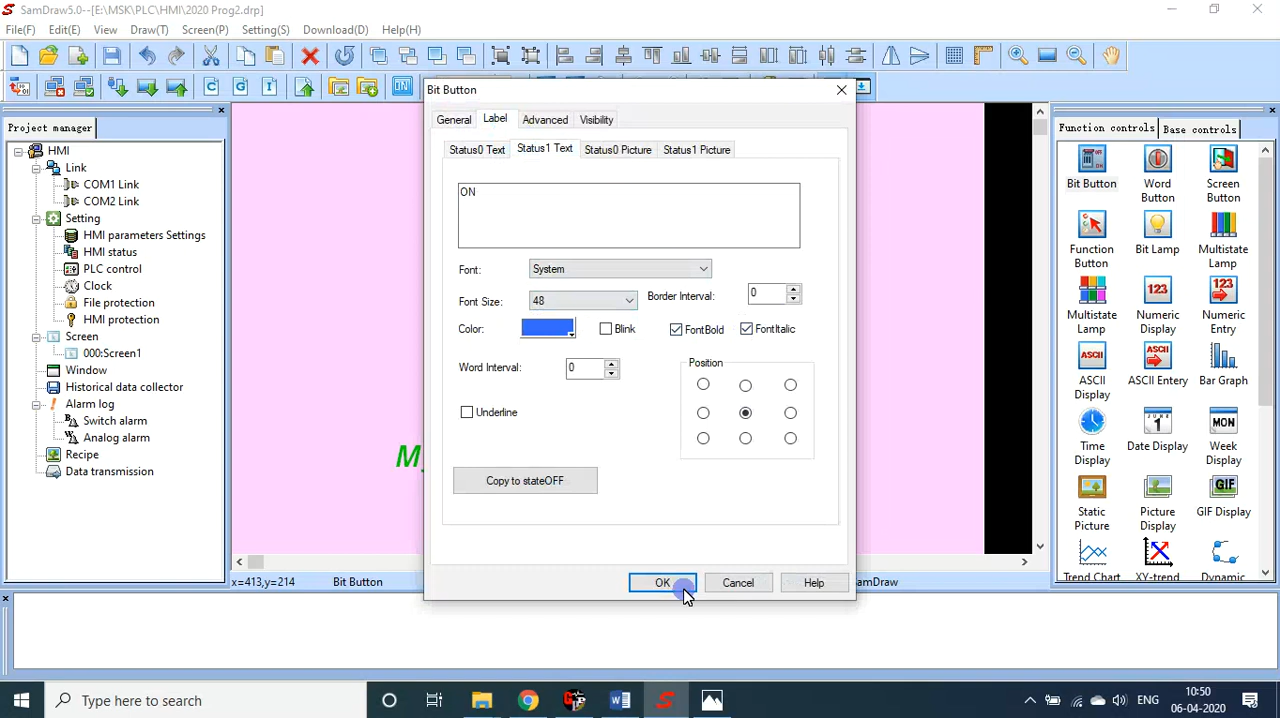 SamDraw5.0--[E:\MSK\PLC\HMI\2020 Prog2.drp]
File(F) Edit(E) View Draw(T) Screen(P) Setting(S) Download(D) Help(H)
Project manager
HMI
Link
COM1 Link
COM2 Link
Setting
HMI parameters Settings
HMI status
PLC control
Clock
File protection
HMI protection
Screen
000:Screen1
Window
Historical data collector
Alarm log
Switch alarm
Analog alarm
Recipe
Data transmission
M
x=413,y=214 Bit Button
Bit Button
General Label Advanced Visibility
Status0 Text Status1 Text Status0 Picture Status1 Picture
ON
Font: System
Font Size: 48 Border Interval: 0
Color: Blink FontBold FontItalic
Word Interval: 0 Position
Underline
Copy to stateOFF
OK Cancel Help
amDraw
Function controls Base controls
Bit Button Word Button Screen Button
Function Button Bit Lamp Multistate Lamp
Multistate Lamp Numeric Display Numeric Entry
ASCII Display ASCII Entery Bar Graph
Time Display Date Display Week Display
Static Picture Picture Display GIF Display
Trend Chart XY-trend Dynamic
Type here to search
ENG 10:50
06-04-2020